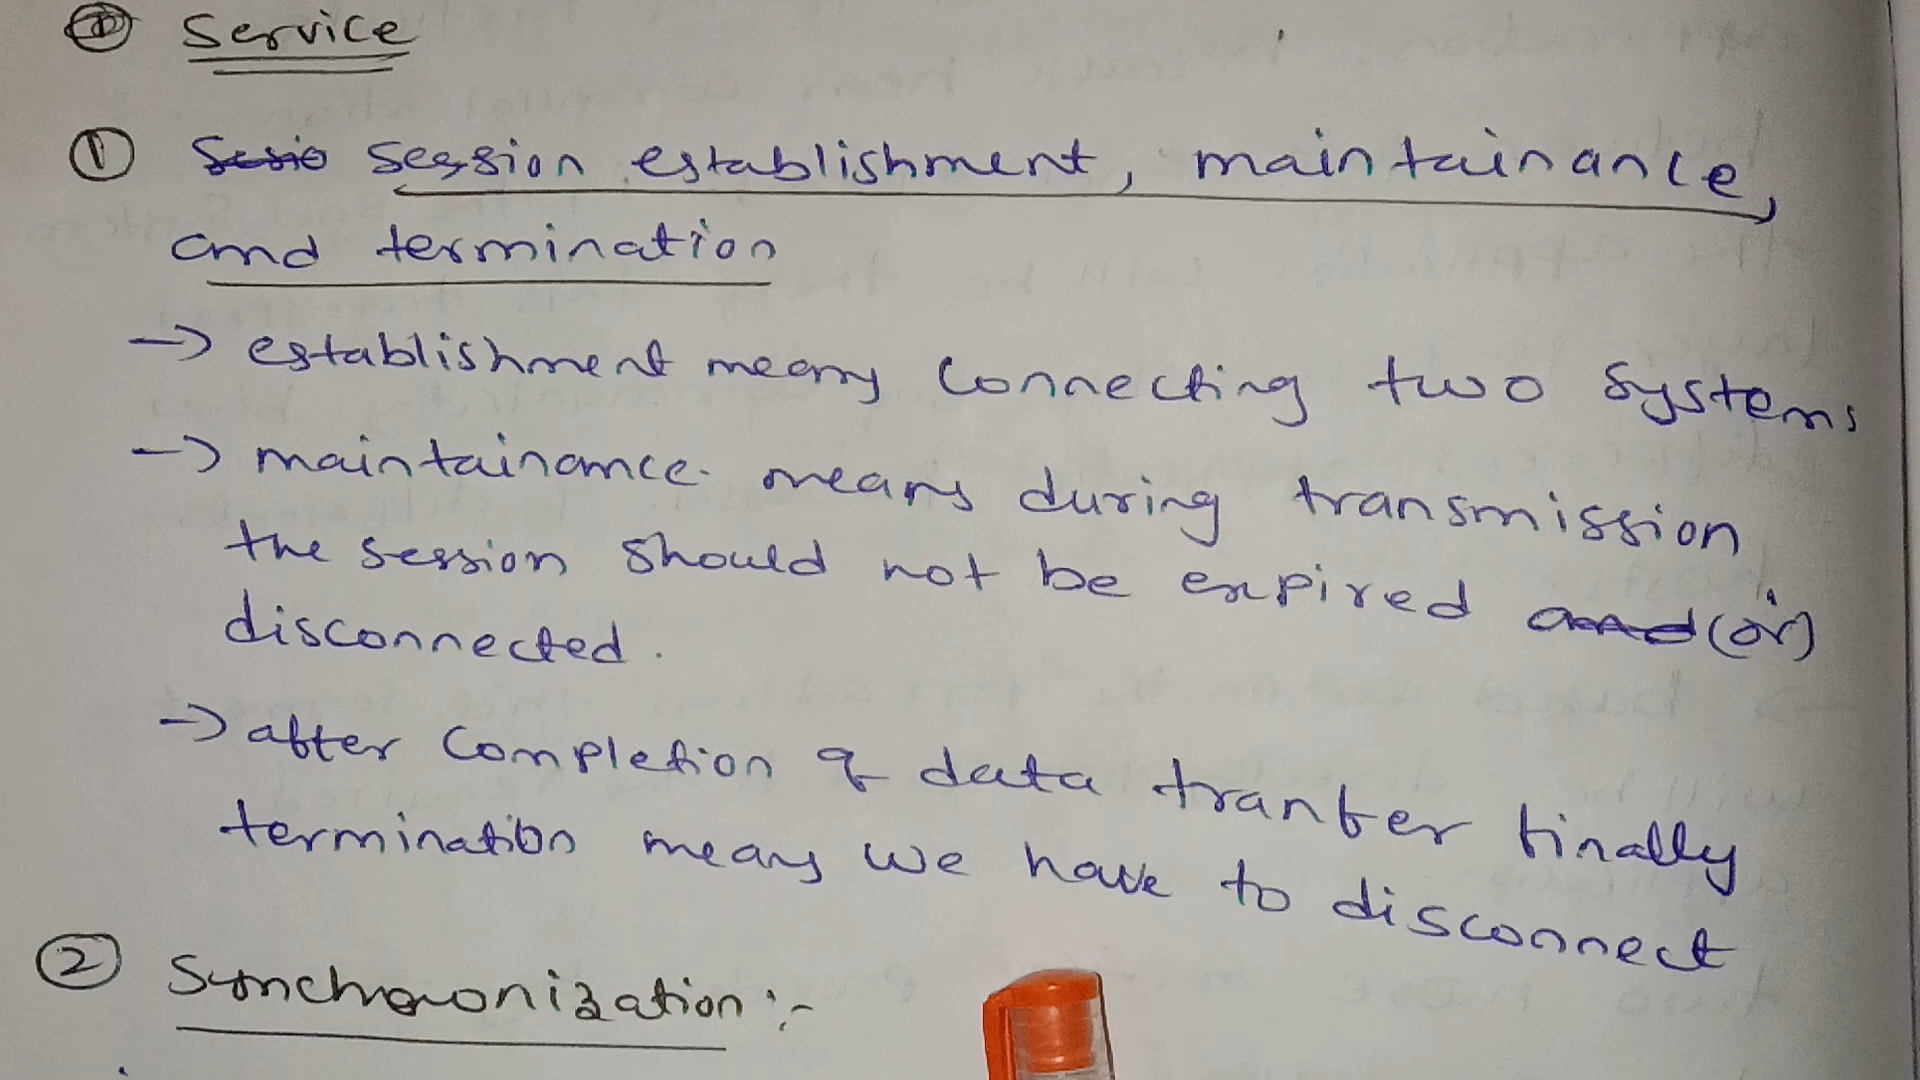 Service
① Session establishment, maintainance,
and termination
→ establishment means connecting two systems
→ maintainance means during transmission
the session should not be expired (or)
disconnected.
→ after completion of data tranfer finally
termination means we have to disconnect
② Synchronization :-